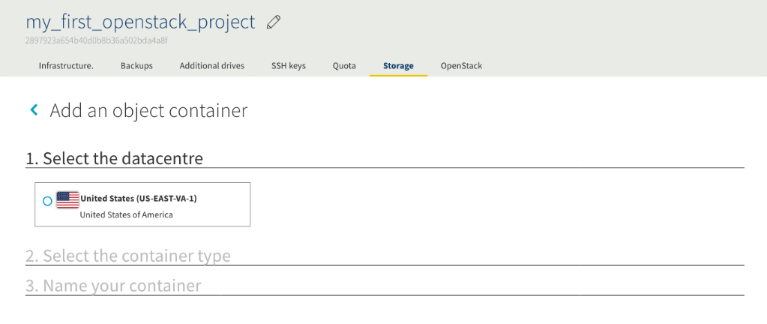 my_first_openstack_project
2897923a654b40d0b8b36a502bda4a8f
Infrastructure. Backups Additional drives SSH keys Quota Storage OpenStack
Add an object container
1. Select the datacentre
United States (US-EAST-VA-1)
United States of America
2. Select the container type
3. Name your container